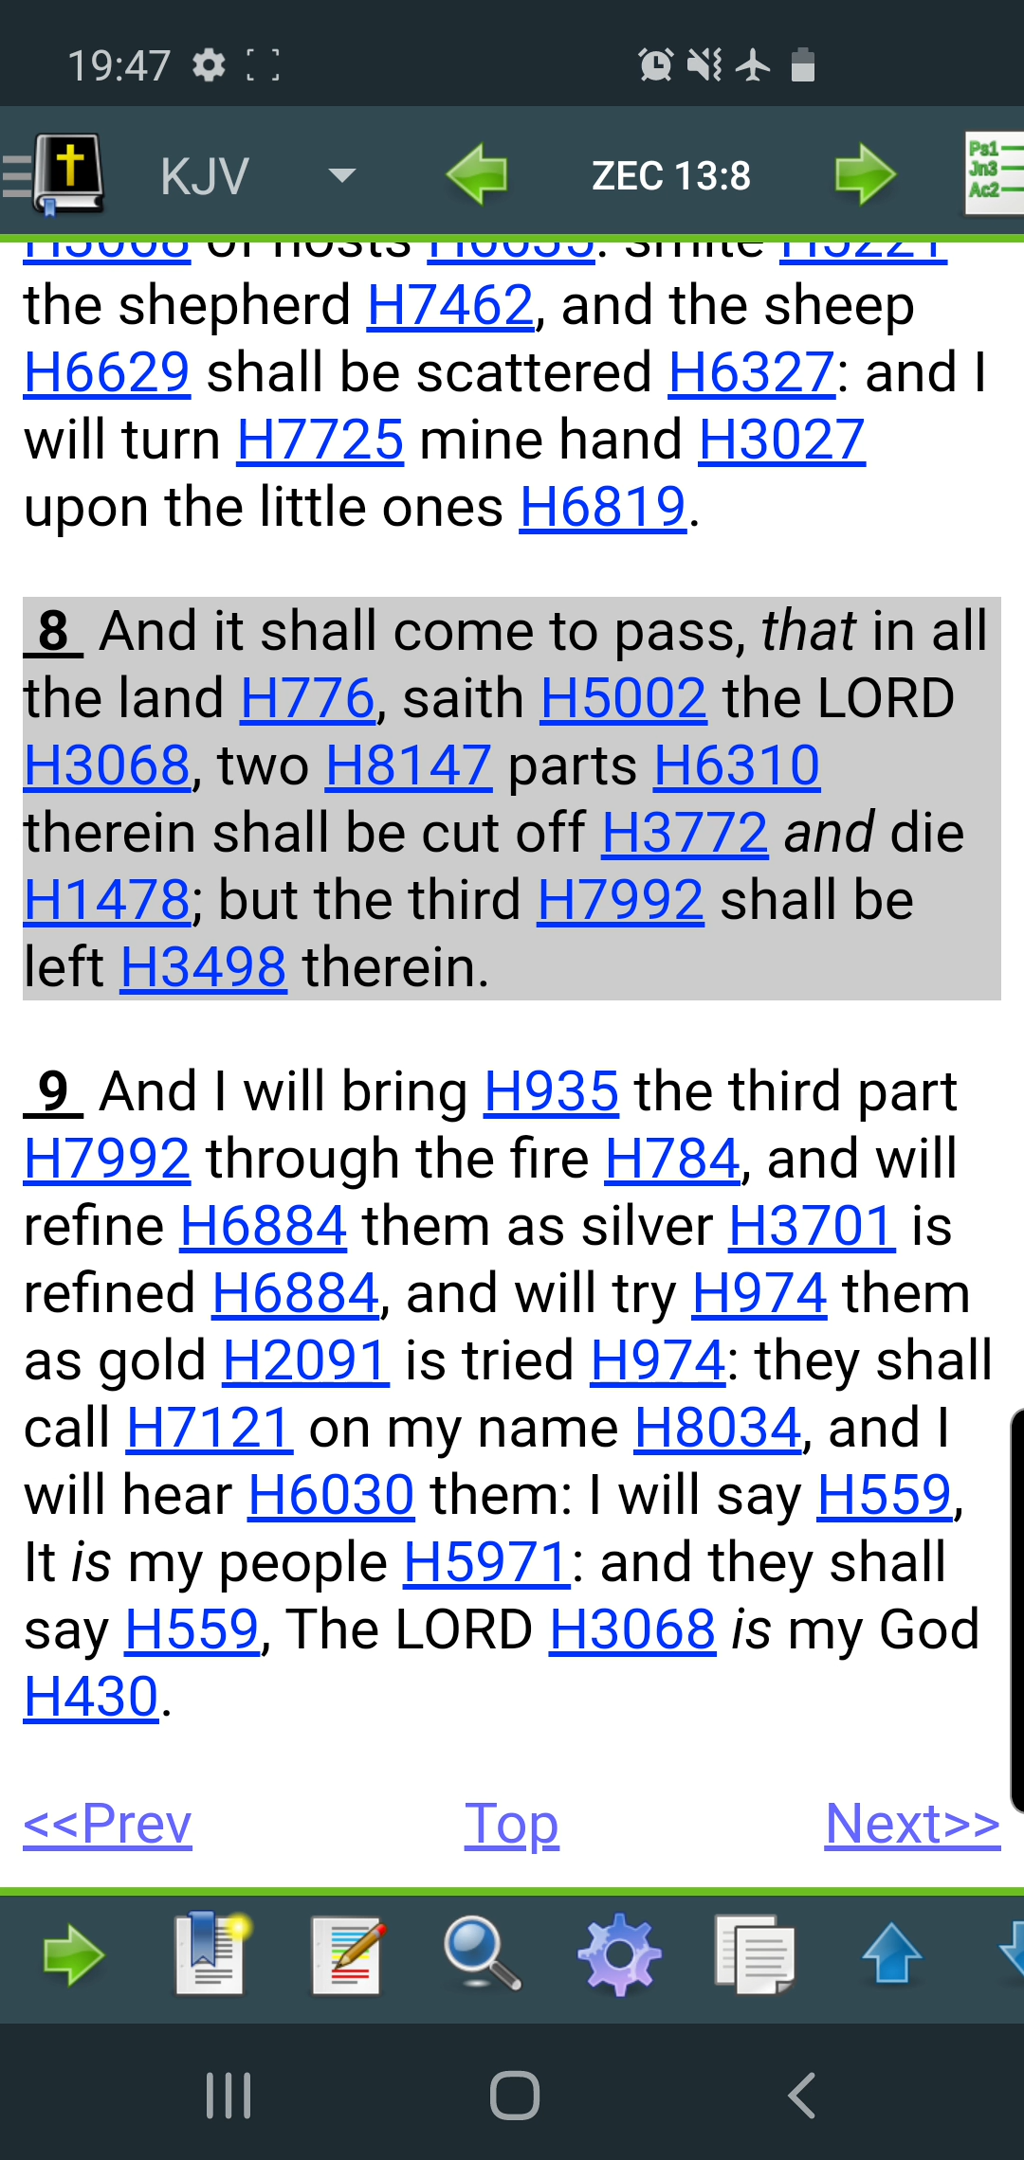 19:47
KJV
ZEC 13:8
Ps1
Jn3
Ac2
H3068 of hosts H6635: smite H5221
the shepherd H7462, and the sheep
H6629 shall be scattered H6327: and I
will turn H7725 mine hand H3027
upon the little ones H6819.
8 And it shall come to pass, that in all
the land H776, saith H5002 the LORD
H3068, two H8147 parts H6310
therein shall be cut off H3772 and die
H1478; but the third H7992 shall be
left H3498 therein.
9 And I will bring H935 the third part
H7992 through the fire H784, and will
refine H6884 them as silver H3701 is
refined H6884, and will try H974 them
as gold H2091 is tried H974: they shall
call H7121 on my name H8034, and I
will hear H6030 them: I will say H559,
It is my people H5971: and they shall
say H559, The LORD H3068 is my God
H430.
<<Prev Top Next>>